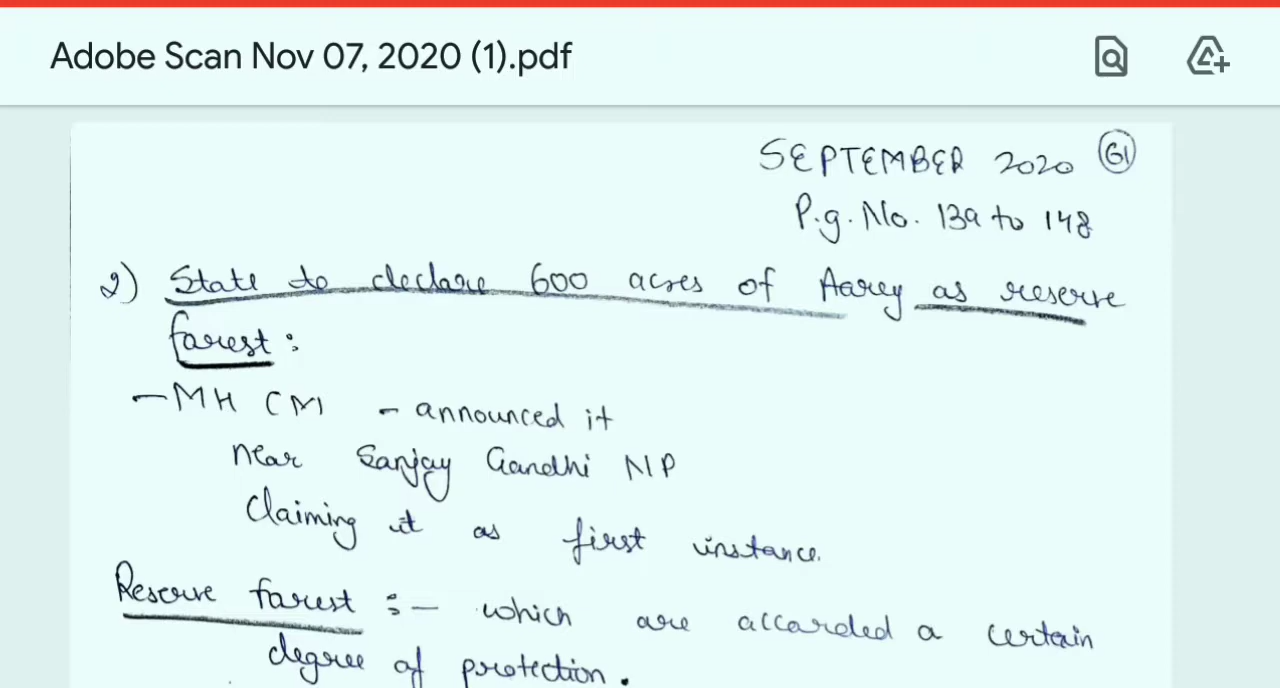 Adobe Scan Nov 07, 2020 (1).pdf
SEPTEMBER 2020 61
P.g. No. 139 to 148
2) State to declare 600 acres of Aarey as reserve
forest :
- MH CM - announced it
near Sanjay Gandhi NP
Claiming it as first instance.
Reserve forest :- which are accorded a certain
degree of protection.